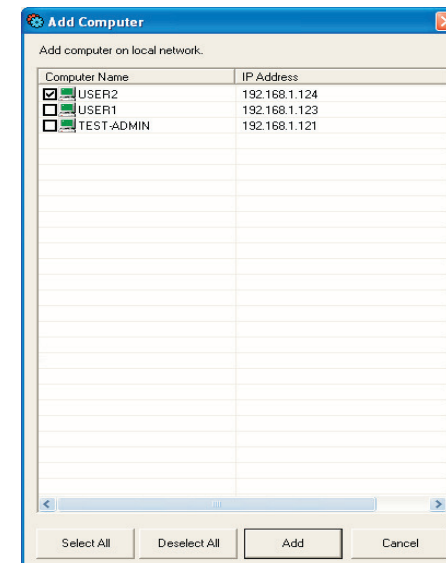 Add Computer
Add computer on local network.
Computer Name IP Address
USER2 192.168.1.124
USER1 192.168.1.123
TEST-ADMIN 192.168.1.121
Select All Deselect All Add Cancel